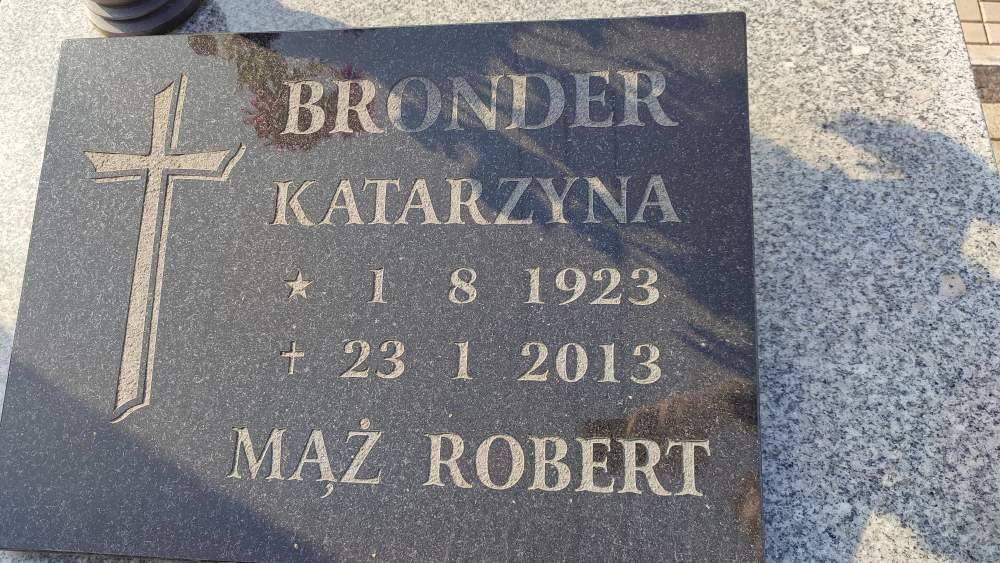 BRONDER
KATARZYNA
★ 1 8 1923
✝ 23 1 2013
MĄŻ ROBERT